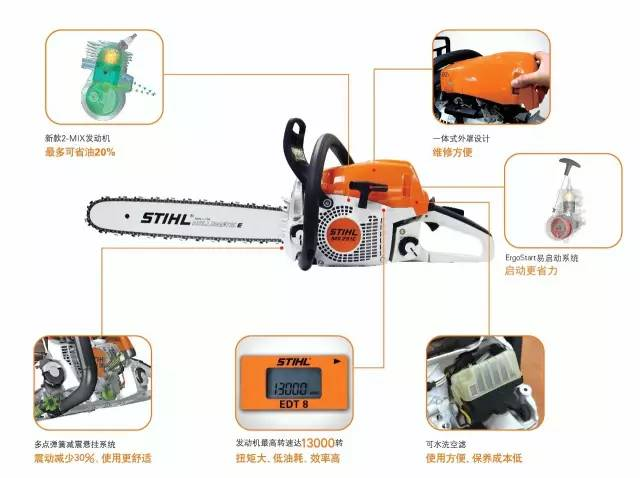 新款2-MIX发动机
最多可省油20%
一体式外罩设计
维修方便
STIHL
STIHL
MS 251C
ErgoStart易启动系统
启动更省力
多点弹簧减震悬挂系统
震动减少30%、使用更舒适
STIHL
13000
EDT 8
发动机最高转速达13000转
扭矩大、低油耗、效率高
可水洗空滤
使用方便，保养成本低